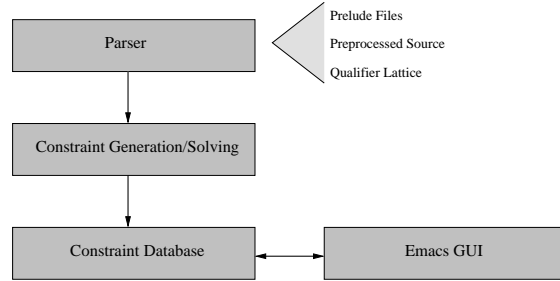 Parser
Prelude Files
Preprocessed Source
Qualifier Lattice
Constraint Generation/Solving
Constraint Database
Emacs GUI